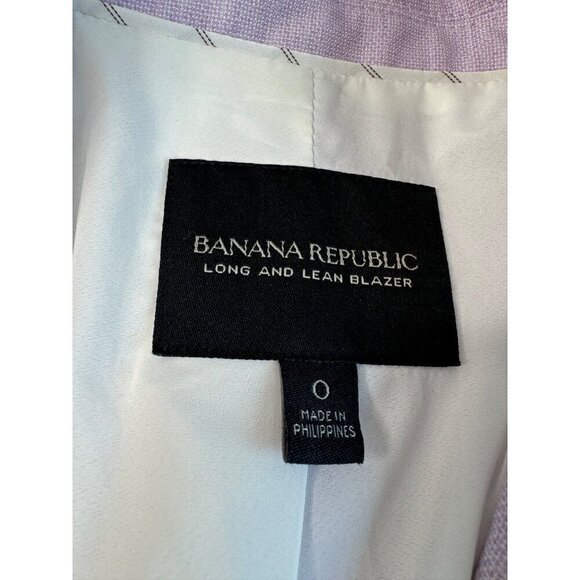 BANANA REPUBLIC
LONG AND LEAN BLAZER
0
MADE IN
PHILIPPINES